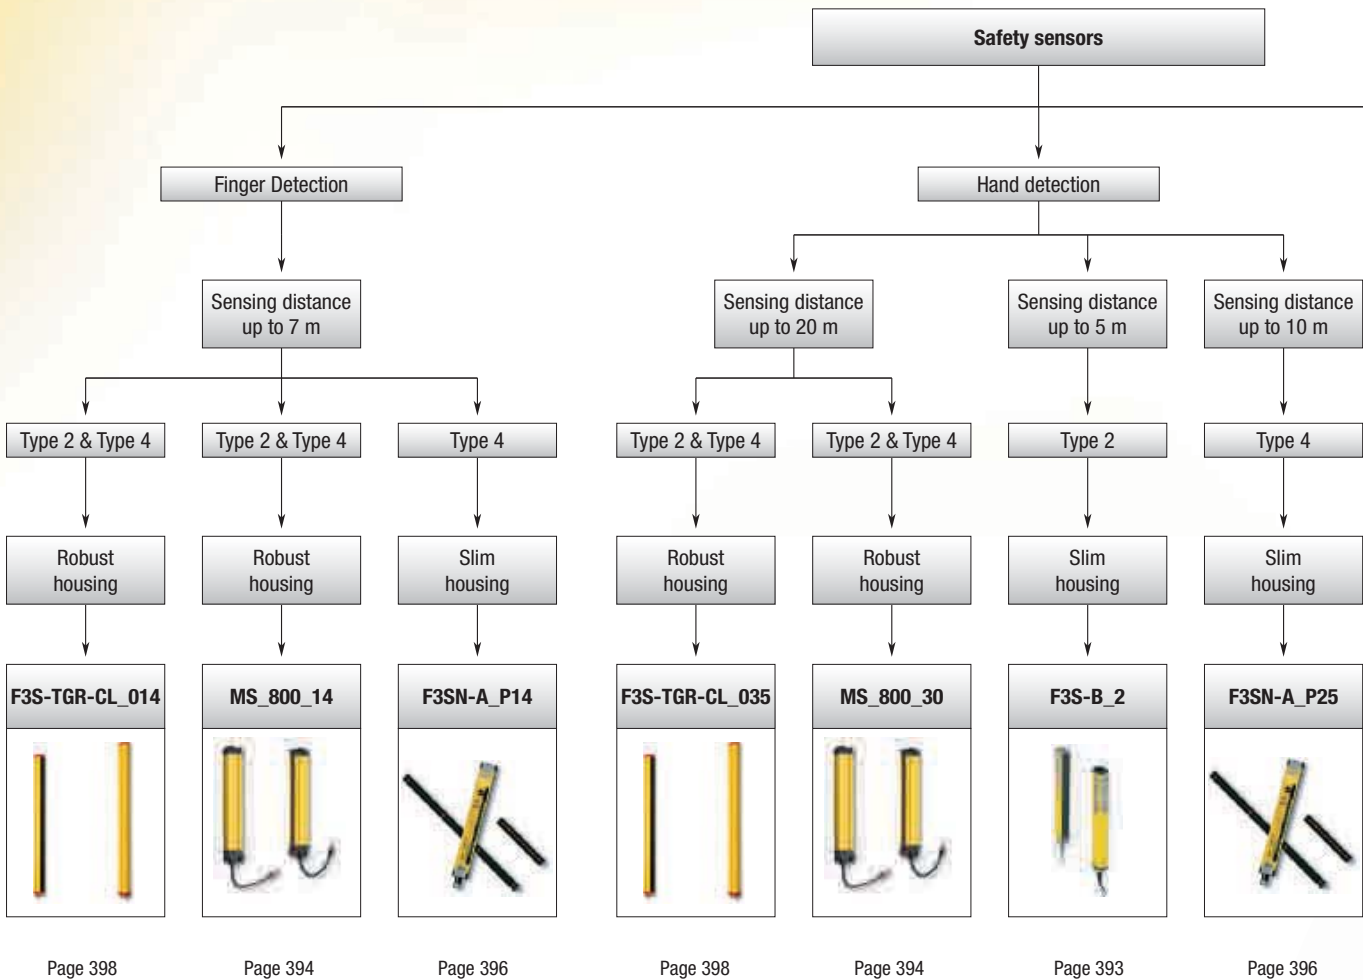 Safety sensors
Finger Detection
Hand detection
Sensing distance
up to 7 m
Sensing distance
up to 20 m
Sensing distance
up to 5 m
Sensing distance
up to 10 m
Type 2 & Type 4
Type 2 & Type 4
Type 4
Type 2 & Type 4
Type 2 & Type 4
Type 2
Type 4
Robust
housing
Robust
housing
Slim
housing
Robust
housing
Robust
housing
Slim
housing
Slim
housing
F3S-TGR-CL_014
MS_800_14
F3SN-A_P14
F3S-TGR-CL_035
MS_800_30
F3S-B_2
F3SN-A_P25
Page 398
Page 394
Page 396
Page 398
Page 394
Page 393
Page 396